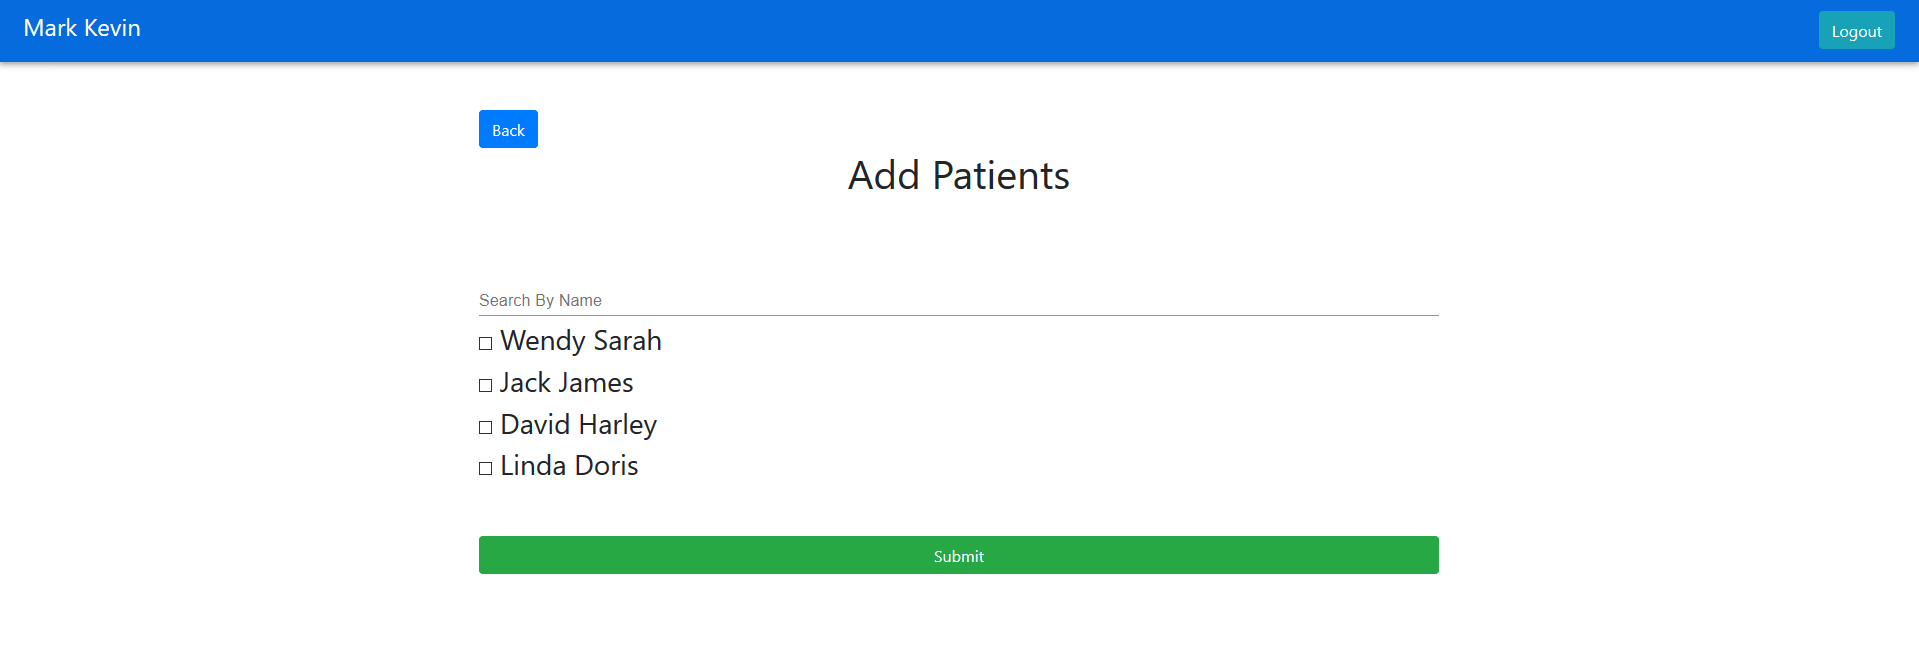 Mark Kevin
Logout
Back
Add Patients
Search By Name
Wendy Sarah
Jack James
David Harley
Linda Doris
Submit